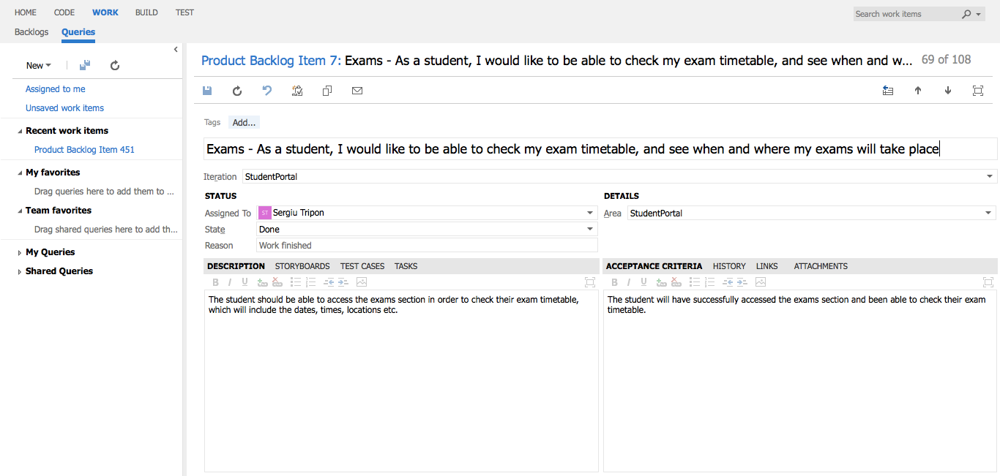 HOME CODE WORK BUILD TEST
Search work items
Backlogs Queries
New
Assigned to me
Unsaved work items
Recent work items
Product Backlog Item 451
My favorites
Drag queries here to add them to ...
Team favorites
Drag shared queries here to add th...
My Queries
Shared Queries
Product Backlog Item 7: Exams - As a student, I would like to be able to check my exam timetable, and see when and w... 69 of 108
Tags Add...
Exams - As a student, I would like to be able to check my exam timetable, and see when and where my exams will take place
Iteration StudentPortal
STATUS
Assigned To ST Sergiu Tripon
State Done
Reason Work finished
DETAILS
Area StudentPortal
DESCRIPTION STORYBOARDS TEST CASES TASKS
B I U
The student should be able to access the exams section in order to check their exam timetable,
which will include the dates, times, locations etc.
ACCEPTANCE CRITERIA HISTORY LINKS ATTACHMENTS
B I U
The student will have successfully accessed the exams section and been able to check their exam
timetable.